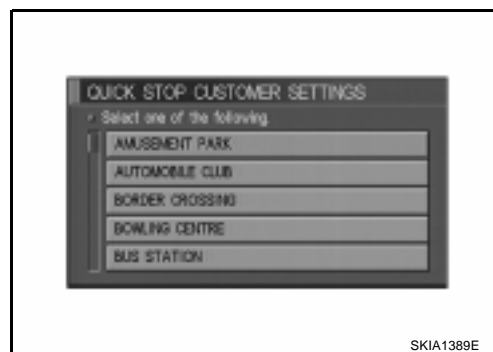 QUICK STOP CUSTOMER SETTINGS
Select one of the following.
AMUSEMENT PARK
AUTOMOBILE CLUB
BORDER CROSSING
BOWLING CENTRE
BUS STATION
SKIA1389E